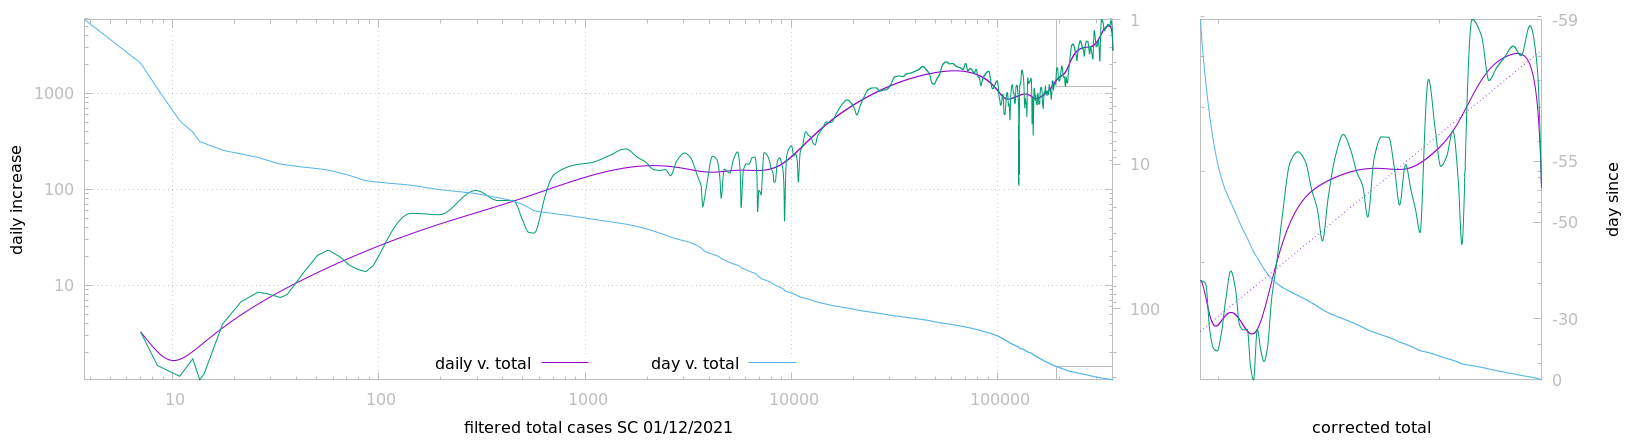 1
-59
1000
10
-55
100
-50
daily increase
day since
10
100
-30
daily v. total
day v. total
0
10
100
1000
10000
100000
filtered total cases SC 01/12/2021
corrected total